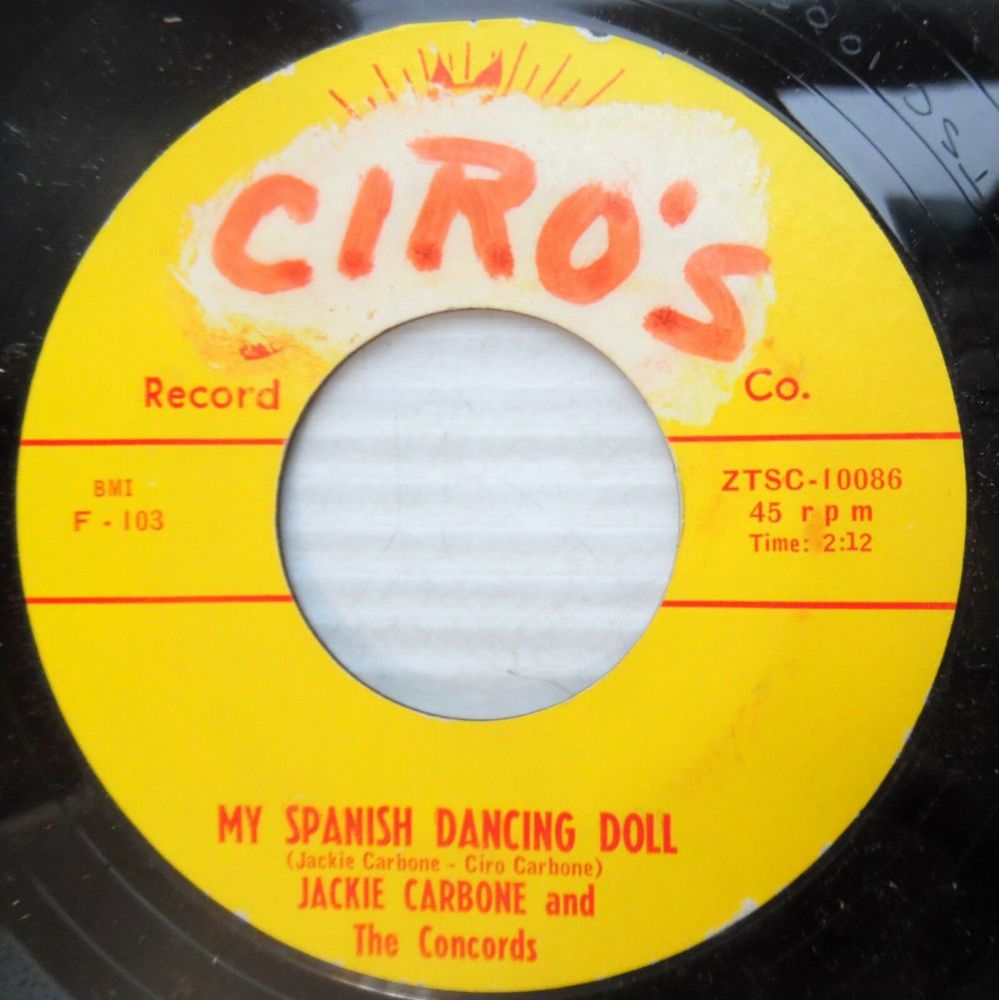 CIRO'S
Record Co.
BMI
F - 103
ZTSC-10086
45 rpm
Time: 2:12
MY SPANISH DANCING DOLL
(Jackie Carbone - Ciro Carbone)
JACKIE CARBONE and
The Concords